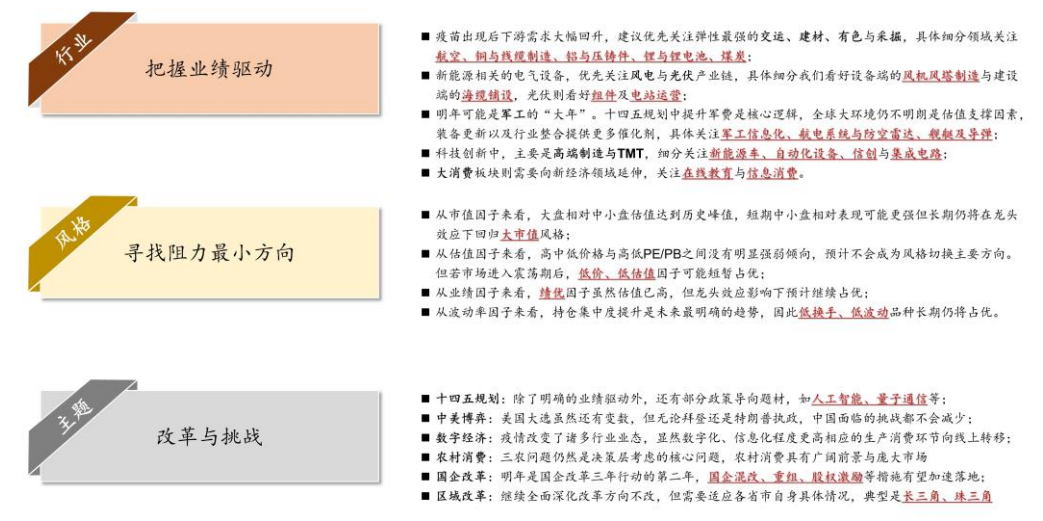 行业
把握业绩驱动
■ 疫苗出现后下游需求大幅回升，建议优先关注弹性最强的交运、建材、有色与采掘，具体细分领域关注
航空、铜与线缆制造、铝与压铸件、锂与锂电池、煤炭；
■ 新能源相关的电气设备，优先关注风电与光伏产业链，具体细分我们看好设备端的风机风塔制造与建设
端的海缆铺设，光伏则看好组件及电站运营；
■ 明年可能是军工的“大年”。十四五规划中提升军费是核心逻辑，全球大环境仍不明朗是估值支撑因素，
装备更新以及行业整合提供更多催化剂，具体关注军工信息化、航电系统与防空雷达、舰艇及导弹；
■ 科技创新中，主要是高端制造与TMT，细分关注新能源车、自动化设备、信创与集成电路；
■ 大消费板块则需要向新经济领域延伸，关注在线教育与信息消费。
风格
寻找阻力最小方向
■ 从市值因子来看，大盘相对中小盘估值达到历史峰值，短期中小盘相对表现可能更强但长期仍将在龙头
效应下回归大市值风格；
■ 从估值因子来看，高中低价格与高低PE/PB之间没有明显强弱倾向，预计不会成为风格切换主要方向。
但若市场进入震荡期后，低价、低估值因子可能短暂占优；
■ 从业绩因子来看，绩优因子虽然估值已高，但龙头效应影响下预计继续占优；
■ 从波动率因子来看，持仓集中度提升是未来最明确的趋势，因此低换手、低波动品种长期仍将占优。
主题
改革与挑战
■ 十四五规划：除了明确的业绩驱动外，还有部分政策导向题材，如人工智能、量子通信等；
■ 中美博弈：美国大选虽然还有变数，但无论拜登还是特朗普执政，中国面临的挑战都不会减少；
■ 数字经济：疫情改变了诸多行业业态，显然数字化、信息化程度更高相应的生产消费环节向线上转移；
■ 农村消费：三农问题仍然是决策层考虑的核心问题，农村消费具有广阔前景与庞大市场
■ 国企改革：明年是国企改革三年行动的第二年，国企混改、重组、股权激励等措施有望加速落地；
■ 区域改革：继续全面深化改革方向不改，但需要适应各省市自身具体情况，典型是长三角、珠三角